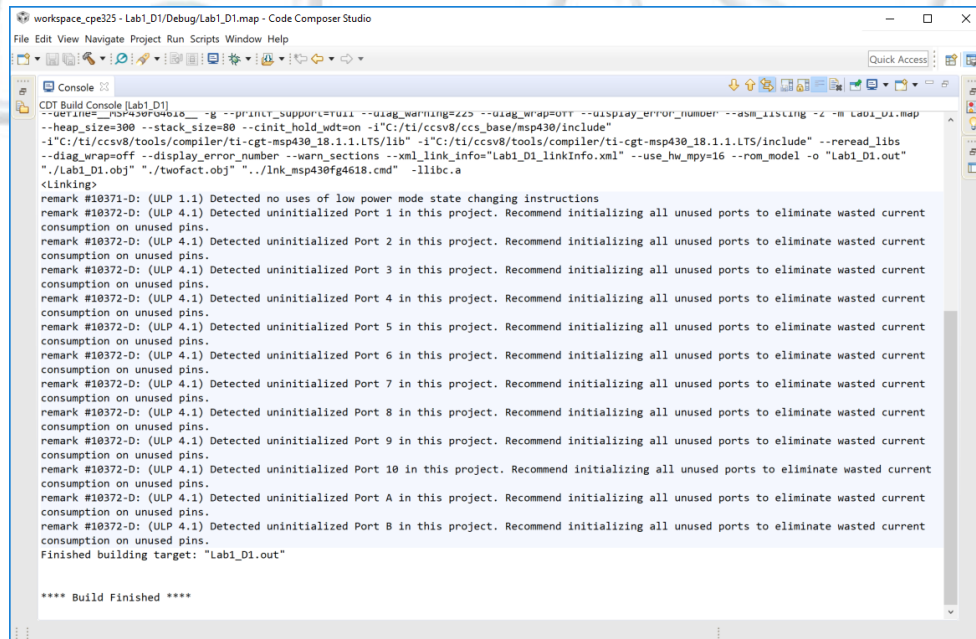 workspace_cpe325 - Lab1_D1/Debug/Lab1_D1.map - Code Composer Studio
File Edit View Navigate Project Run Scripts Window Help
Quick Access
Console
CDT Build Console [Lab1_D1]
--define=__MSP430FG4618__ -g --printf_support=full --diag_warning=225 --diag_wrap=off --display_error_number --asm_listing -z -m"Lab1_D1.map"
--heap_size=300 --stack_size=80 --cinit_hold_wdt=on -i"C:/ti/ccsv8/ccs_base/msp430/include"
-i"C:/ti/ccsv8/tools/compiler/ti-cgt-msp430_18.1.1.LTS/lib" -i"C:/ti/ccsv8/tools/compiler/ti-cgt-msp430_18.1.1.LTS/include" --reread_libs
--diag_wrap=off --display_error_number --warn_sections --xml_link_info="Lab1_D1_linkInfo.xml" --use_hw_mpy=16 --rom_model -o "Lab1_D1.out"
"./Lab1_D1.obj" "./twofact.obj" "../lnk_msp430fg4618.cmd" -llibc.a
<Linking>
remark #10371-D: (ULP 1.1) Detected no uses of low power mode state changing instructions
remark #10372-D: (ULP 4.1) Detected uninitialized Port 1 in this project. Recommend initializing all unused ports to eliminate wasted current
consumption on unused pins.
remark #10372-D: (ULP 4.1) Detected uninitialized Port 2 in this project. Recommend initializing all unused ports to eliminate wasted current
consumption on unused pins.
remark #10372-D: (ULP 4.1) Detected uninitialized Port 3 in this project. Recommend initializing all unused ports to eliminate wasted current
consumption on unused pins.
remark #10372-D: (ULP 4.1) Detected uninitialized Port 4 in this project. Recommend initializing all unused ports to eliminate wasted current
consumption on unused pins.
remark #10372-D: (ULP 4.1) Detected uninitialized Port 5 in this project. Recommend initializing all unused ports to eliminate wasted current
consumption on unused pins.
remark #10372-D: (ULP 4.1) Detected uninitialized Port 6 in this project. Recommend initializing all unused ports to eliminate wasted current
consumption on unused pins.
remark #10372-D: (ULP 4.1) Detected uninitialized Port 7 in this project. Recommend initializing all unused ports to eliminate wasted current
consumption on unused pins.
remark #10372-D: (ULP 4.1) Detected uninitialized Port 8 in this project. Recommend initializing all unused ports to eliminate wasted current
consumption on unused pins.
remark #10372-D: (ULP 4.1) Detected uninitialized Port 9 in this project. Recommend initializing all unused ports to eliminate wasted current
consumption on unused pins.
remark #10372-D: (ULP 4.1) Detected uninitialized Port 10 in this project. Recommend initializing all unused ports to eliminate wasted current
consumption on unused pins.
remark #10372-D: (ULP 4.1) Detected uninitialized Port A in this project. Recommend initializing all unused ports to eliminate wasted current
consumption on unused pins.
remark #10372-D: (ULP 4.1) Detected uninitialized Port B in this project. Recommend initializing all unused ports to eliminate wasted current
consumption on unused pins.
Finished building target: "Lab1_D1.out"
**** Build Finished ****